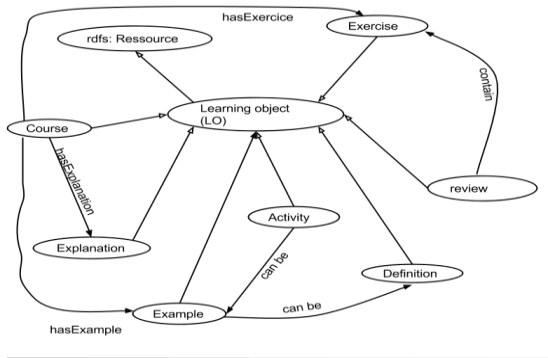 hasExercice
Exercise
rdfs: Ressource
contain
Learning object
(LO)
Course
hasExplanation
review
Activity
Explanation
can be
Definition
can be
Example
hasExample